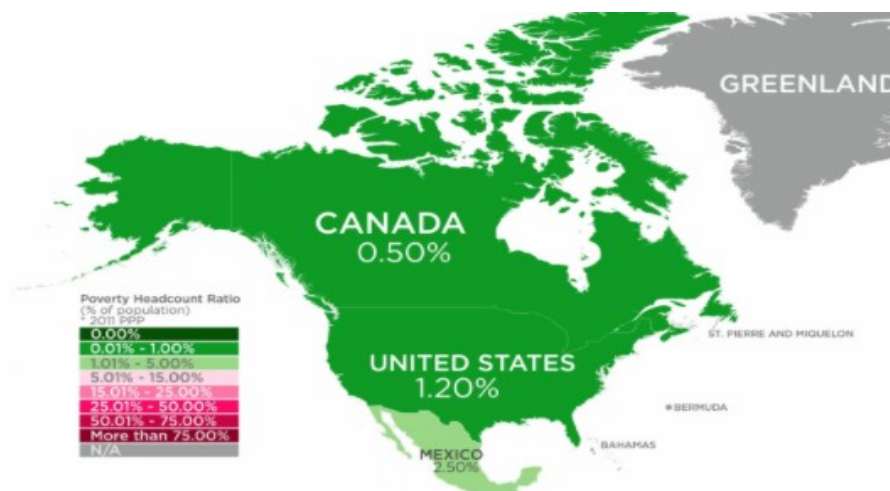 GREENLAND
CANADA
0.50%
Poverty Headcount Ratio
(% of population)
* 2011 PPP
0.00%
0.01% - 1.00%
1.01% - 5.00%
5.01% - 15.00%
15.01% - 25.00%
25.01% - 50.00%
50.01% - 75.00%
More than 75.00%
N/A
ST. PIERRE AND MIQUELON
UNITED STATES
1.20%
BERMUDA
BAHAMAS
MEXICO
2.50%